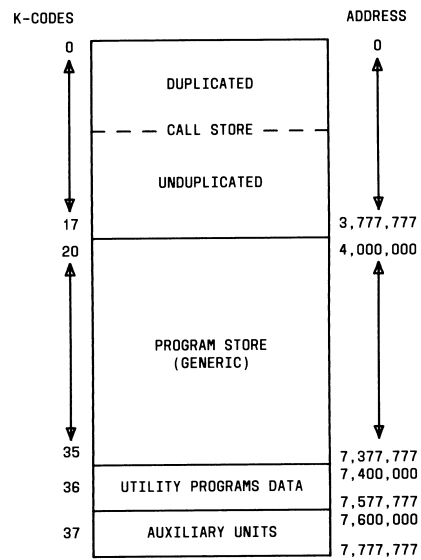 K-CODES ADDRESS
0 0
DUPLICATED
CALL STORE
UNDUPLICATED
17 3,777,777
20 4,000,000
PROGRAM STORE
(GENERIC)
35 7,377,777
7,400,000
36 UTILITY PROGRAMS DATA
7,577,777
7,600,000
37 AUXILIARY UNITS
7,777,777